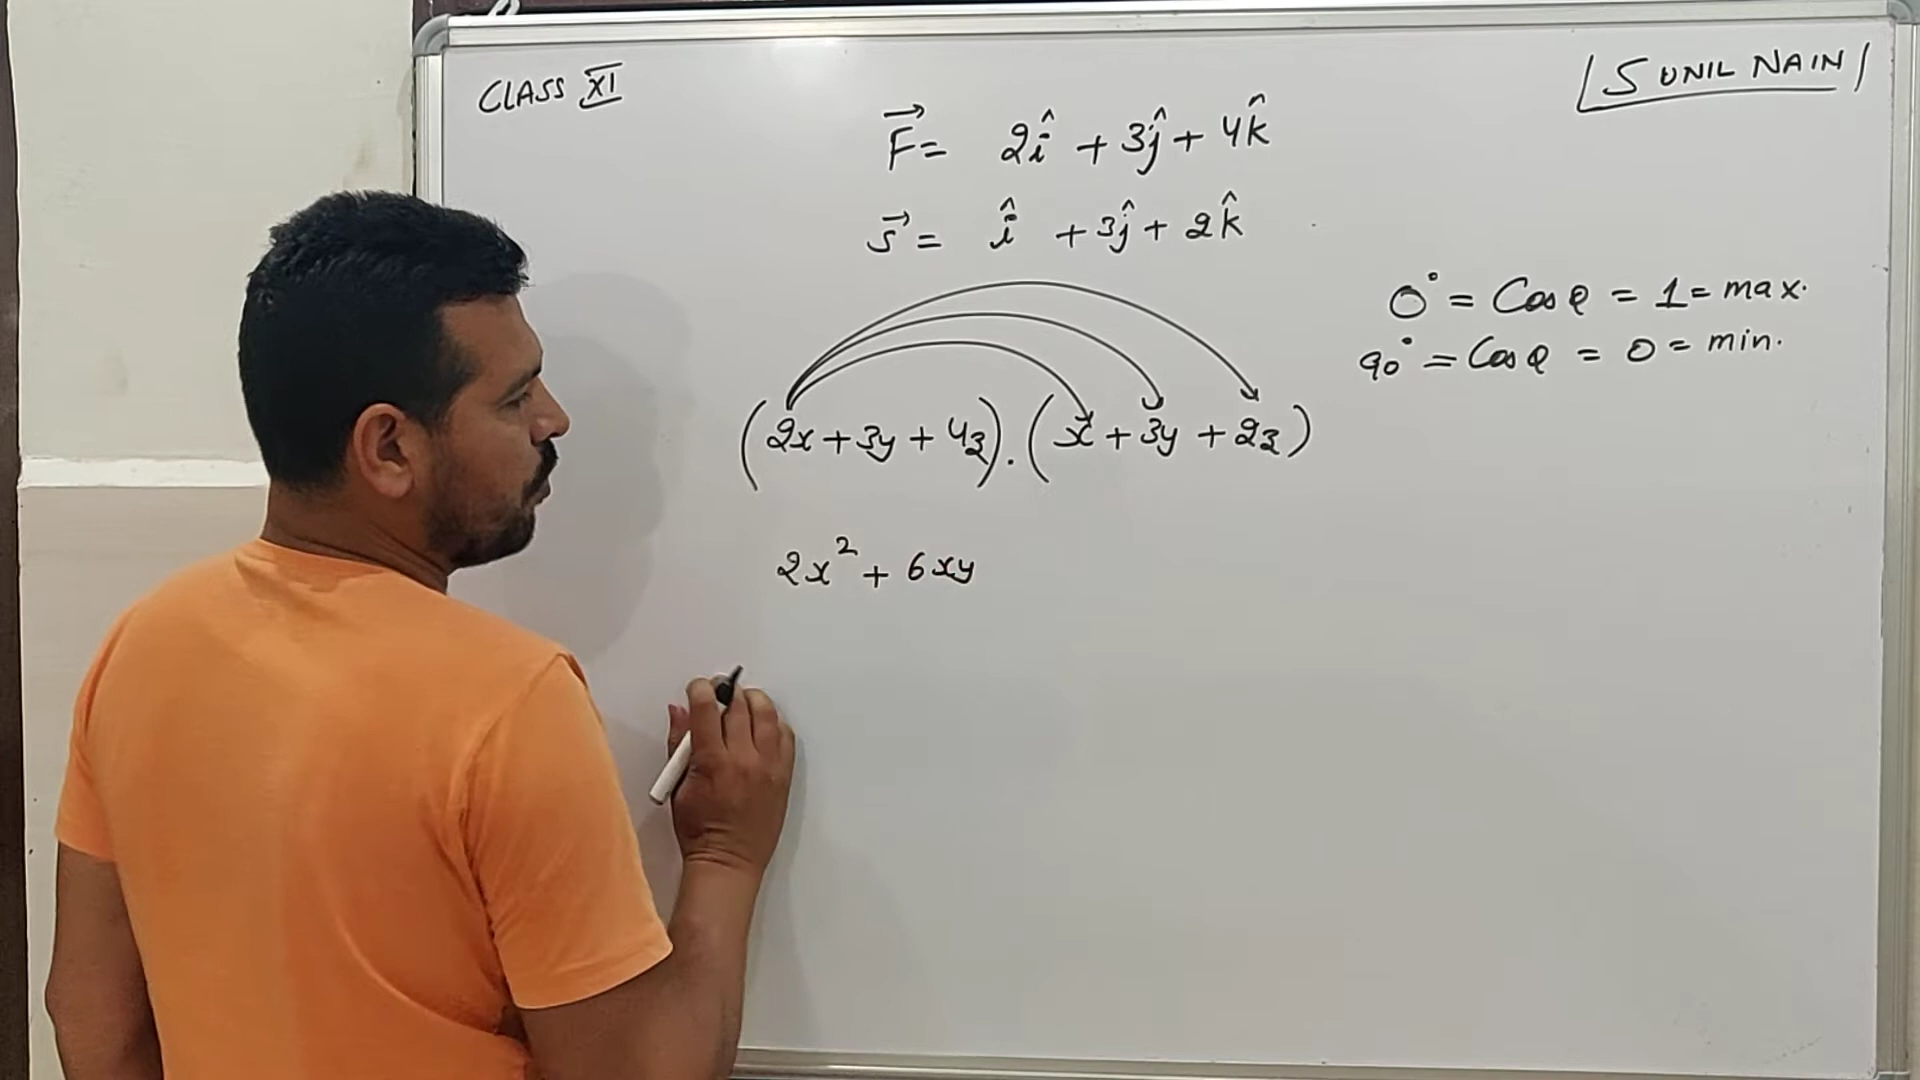 CLASS XI
SUNIL NAIN
F⃗ = 2î + 3ĵ + 4k̂
s⃗ = î + 3ĵ + 2k̂
0° = Cos θ = 1 = max.
90° = Cos θ = 0 = min.
(2x + 3y + 4z) . (x + 3y + 2z)
2x² + 6xy